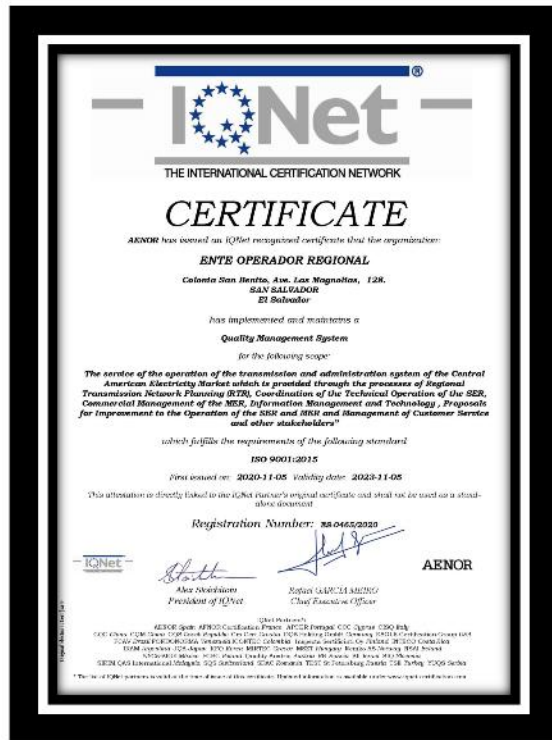 ®
IQNet
THE INTERNATIONAL CERTIFICATION NETWORK
CERTIFICATE
AENOR has issued an IQNet recognized certificate that the organization:
ENTE OPERADOR REGIONAL
Colonia San Benito, Ave. Las Magnolias, 128.
SAN SALVADOR
El Salvador
has implemented and maintains a
Quality Management System
for the following scope
The service of the operation of the transmission and administration system of the Central
American Electricity Market which is provided through the processes of Regional
Transmission Network Planning (RTR), Coordination of the Technical Operation of the SER,
Commercial Management of the MER, Information Management and Technology , Proposals
for Improvement to the Operation of the SER and MER and Management of Customer Service
and other stakeholders"
which fulfills the requirements of the following standard
ISO 9001:2015
First issued on: 2020-11-05 Validity date: 2023-11-05
This attestation is directly linked to the IQNet Partner's original certificate and shall not be used as a stand-
alone document
Registration Number:
IQNet
AENOR
Alex Stoichitoiu
President of IQNet
Rafael GARCÍA MEIRO
Chief Executive Officer
IQNet Partners*: